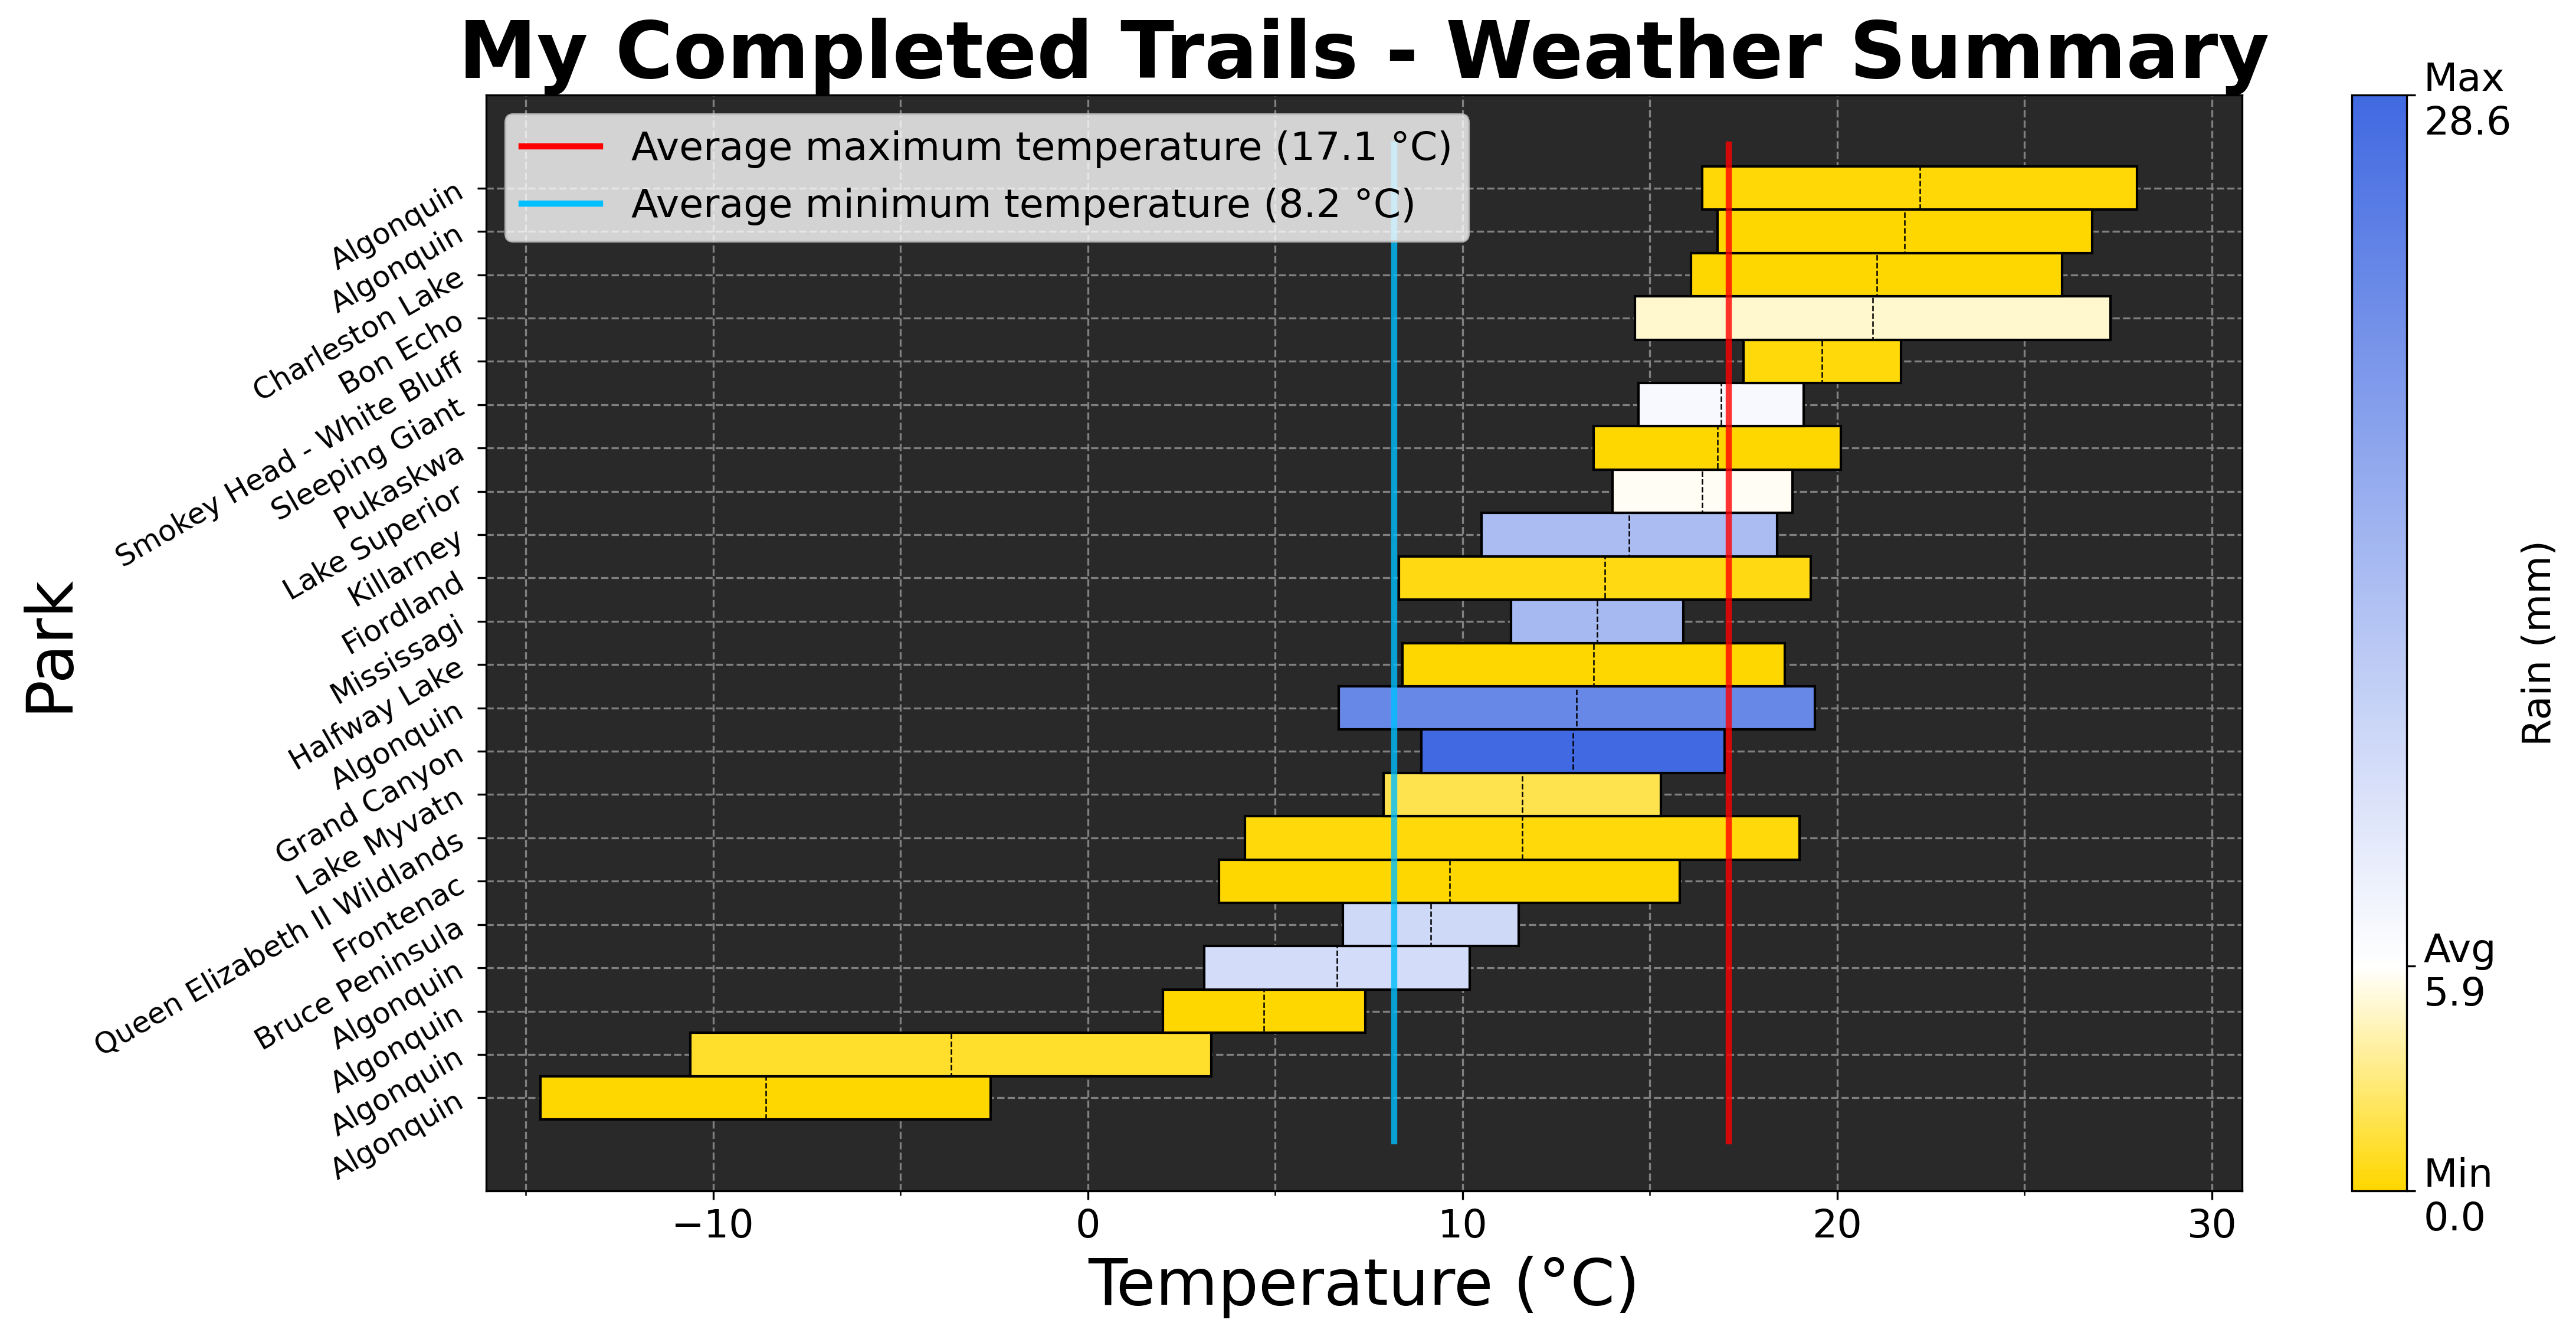 My Completed Trails - Weather Summary
Average maximum temperature (17.1 °C)
Average minimum temperature (8.2 °C)
Park
Algonquin
Algonquin
Charleston Lake
Bon Echo
Smokey Head - White Bluff
Sleeping Giant
Pukaskwa
Lake Superior
Killarney
Fiordland
Mississagi
Halfway Lake
Algonquin
Grand Canyon
Lake Myvatn
Queen Elizabeth II Wildlands
Frontenac
Bruce Peninsula
Algonquin
Algonquin
Algonquin
Algonquin
−10
0
10
20
30
Temperature (°C)
Max
28.6
Avg
5.9
Min
0.0
Rain (mm)